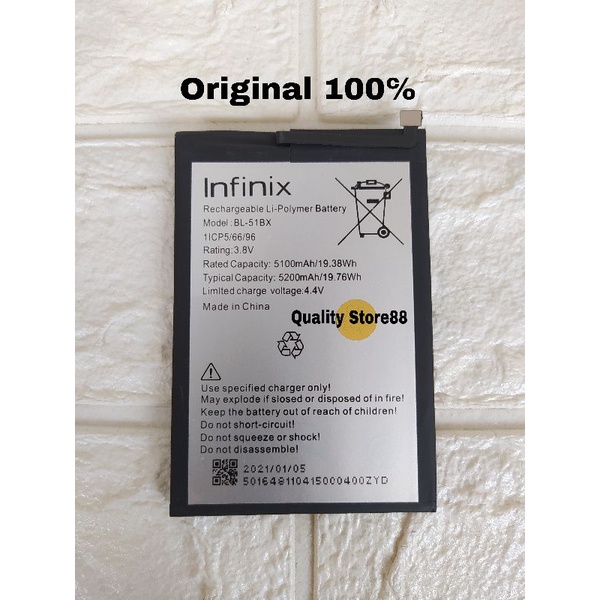 Original 100%
Infinix
Rechargeable Li-Polymer Battery
Model :BL-51BX
1ICP5/66/96
Rating:3.8V
Rated Capacity: 5100mAh/19.38Wh
Typical Capacity: 5200mAh/19.76Wh
Limited charge voltage:4.4V
Made in China
Quality Store88
Use specified charger only!
May explode if slashed or disposed of in fire!
Keep the battery out of reach of children!
Do not short-circuit!
Do not squeeze or shock!
Do not disassemble!
2021/01/05
501648110415000400ZYD